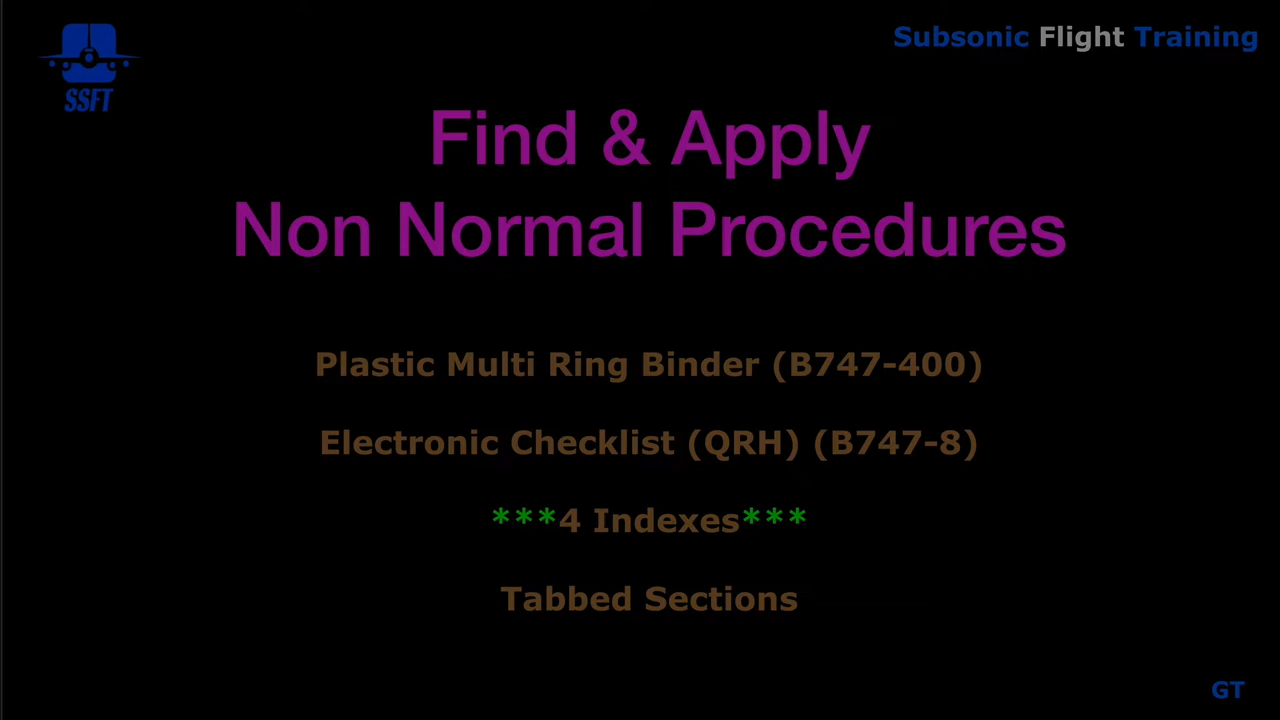 Subsonic Flight Training
SSFT
Find & Apply
Non Normal Procedures
Plastic Multi Ring Binder (B747-400)
Electronic Checklist (QRH) (B747-8)
***4 Indexes***
Tabbed Sections
GT